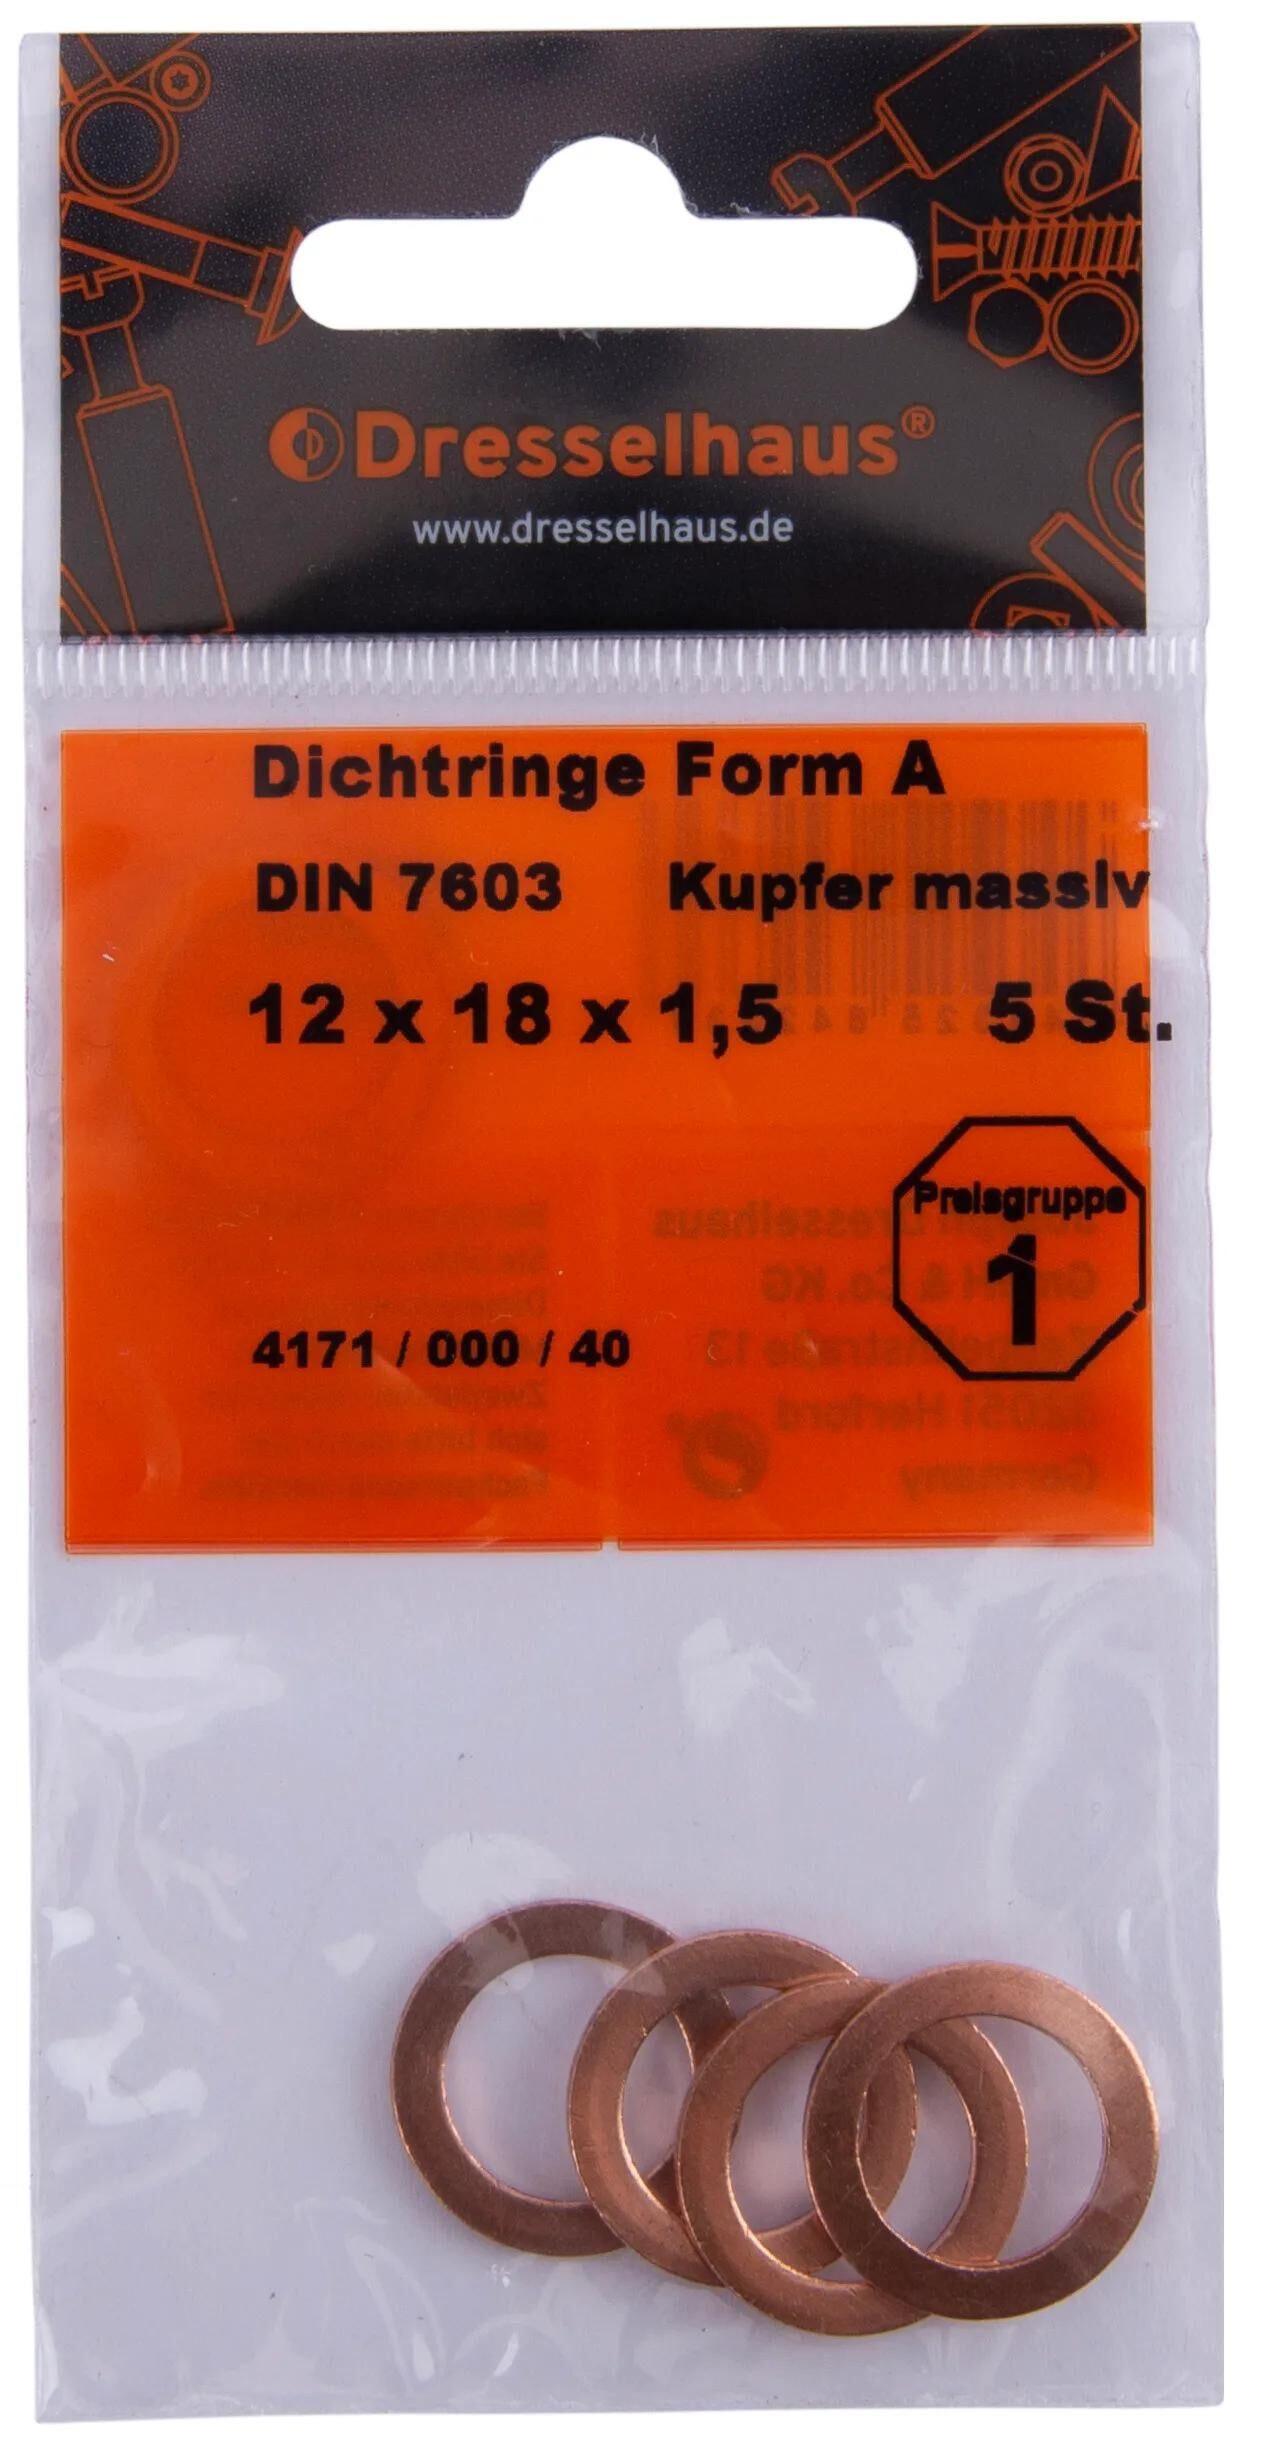 Dresselhaus®
www.dresselhaus.de
Dichtringe Form A
DIN 7603 Kupfer massiv
12 x 18 x 1,5 5 St.
Preisgruppe
1
4171 / 000 / 40